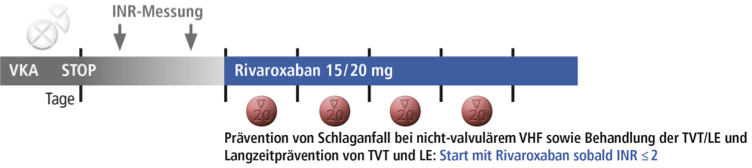 INR-Messung
VKA STOP
Rivaroxaban 15/20 mg
Tage
20 20 20 20
Prävention von Schlaganfall bei nicht-valvulärem VHF sowie Behandlung der TVT/LE und
Langzeitprävention von TVT und LE: Start mit Rivaroxaban sobald INR ≤2